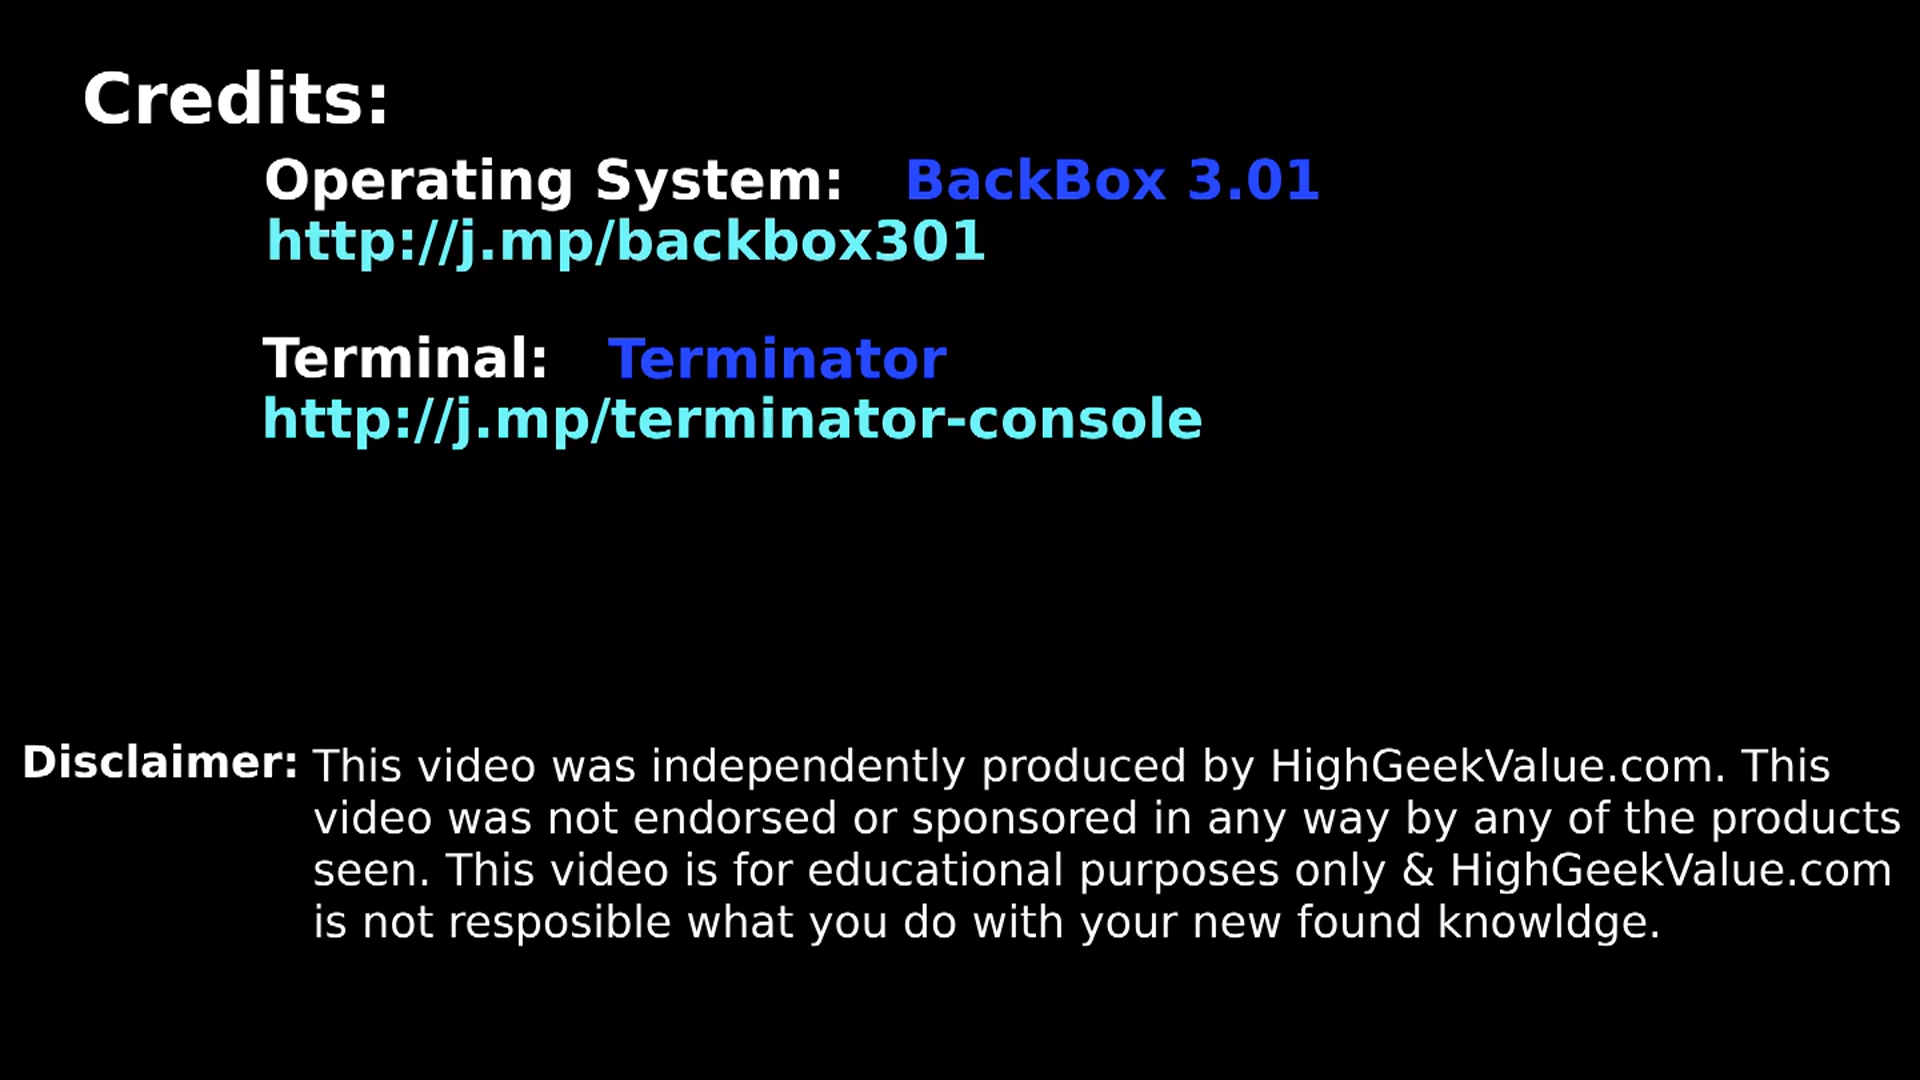 Credits:
Operating System: BackBox 3.01
http://j.mp/backbox301
Terminal: Terminator
http://j.mp/terminator-console
Disclaimer: This video was independently produced by HighGeekValue.com. This
video was not endorsed or sponsored in any way by any of the products
seen. This video is for educational purposes only & HighGeekValue.com
is not resposible what you do with your new found knowldge.